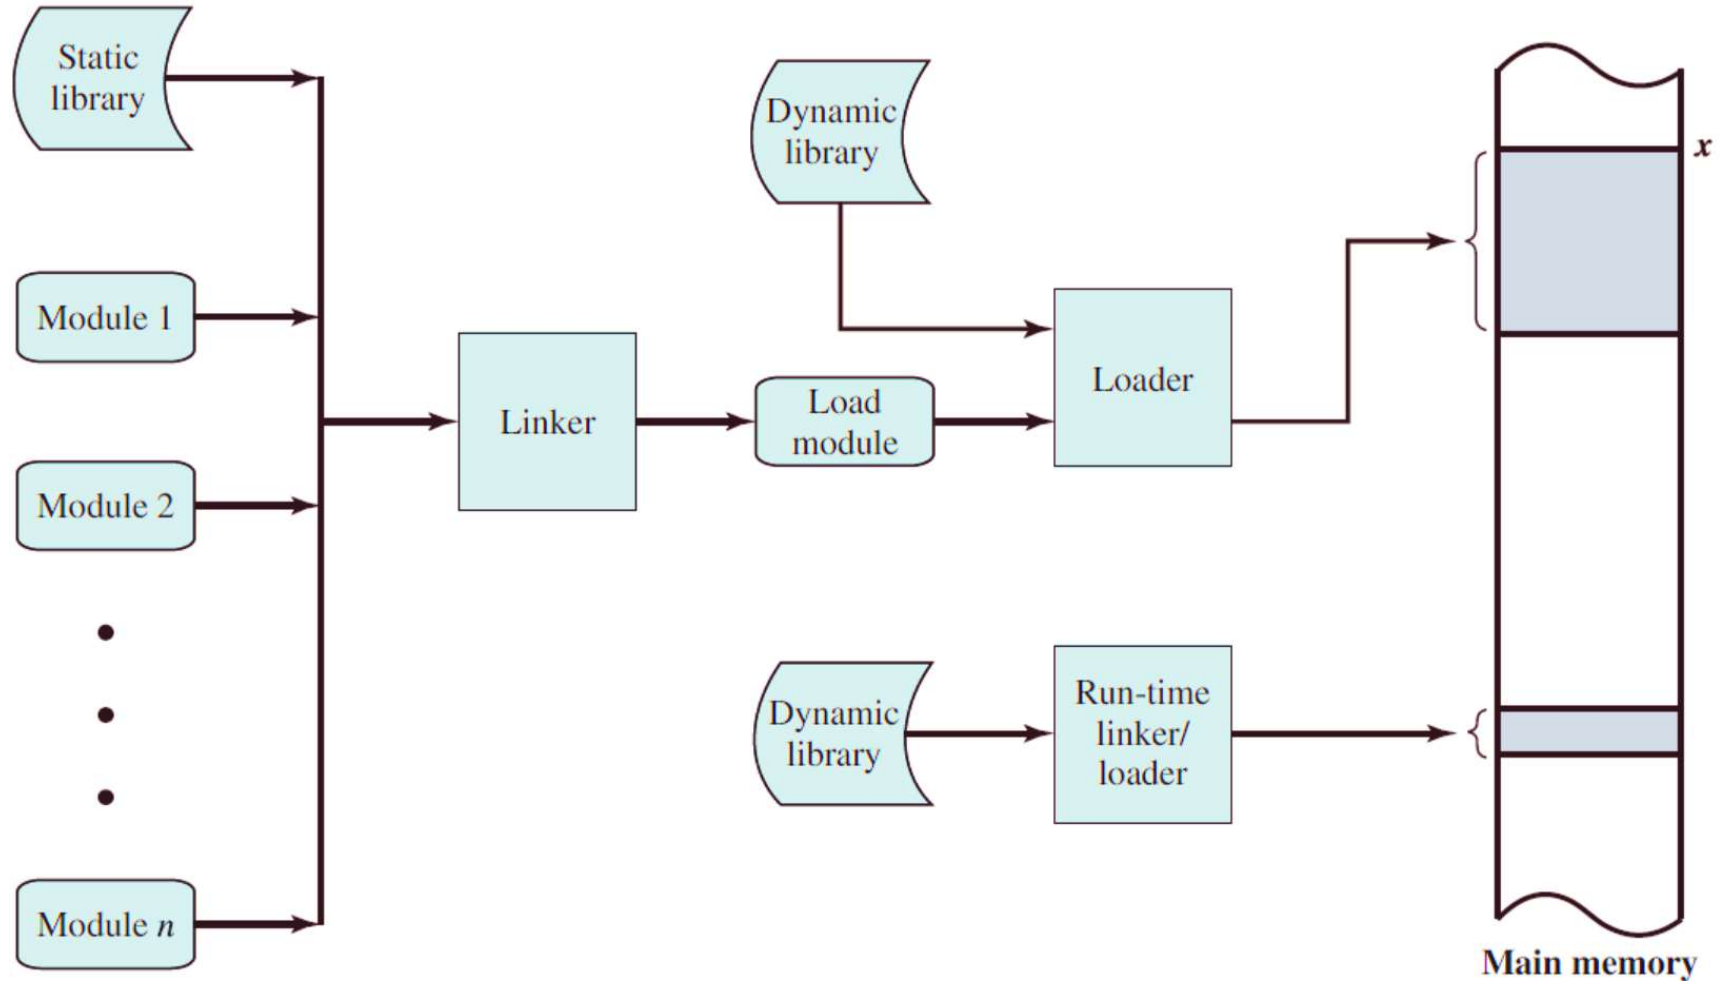 Static
library
Module 1
Module 2
Module n
Linker
Dynamic
library
Load
module
Loader
Dynamic
library
Run-time
linker/
loader
x
Main memory